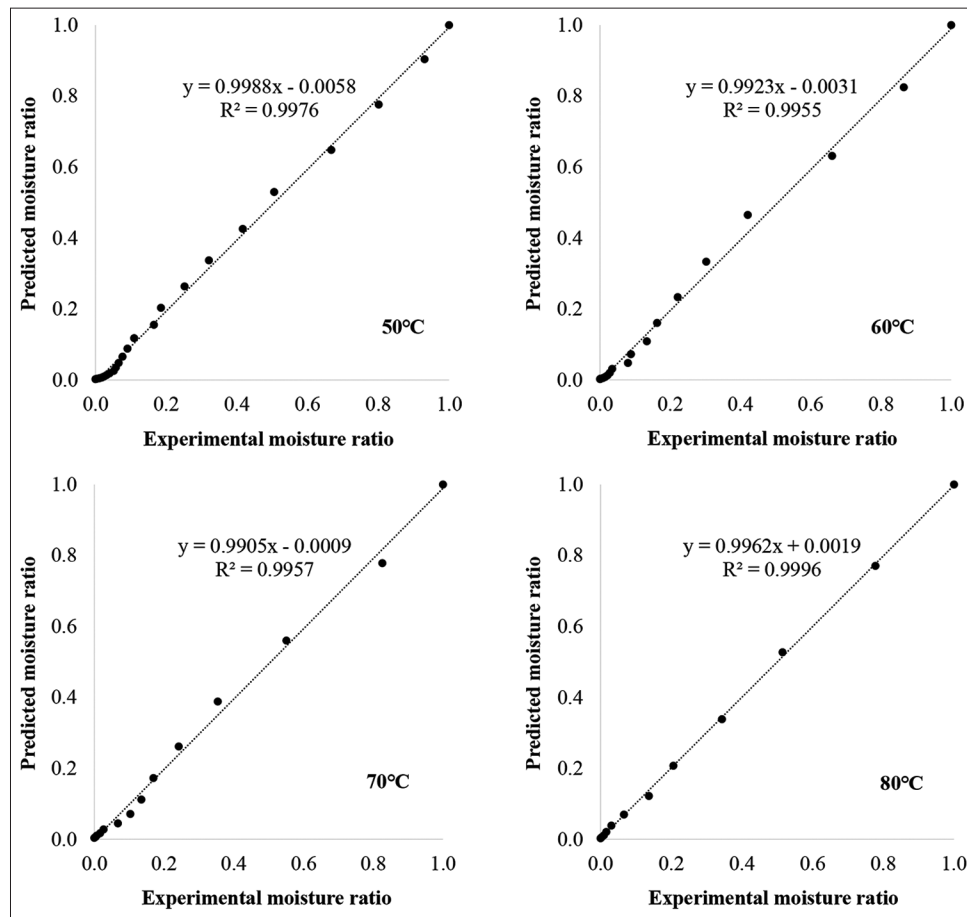 1.0
0.8
0.6
0.4
0.2
0.0
Predicted moisture ratio
y = 0.9988x - 0.0058
R² = 0.9976
50°C
0.0 0.2 0.4 0.6 0.8 1.0
Experimental moisture ratio
1.0
0.8
0.6
0.4
0.2
0.0
Predicted moisture ratio
y = 0.9923x - 0.0031
R² = 0.9955
60°C
0.0 0.2 0.4 0.6 0.8 1.0
Experimental moisture ratio
1.0
0.8
0.6
0.4
0.2
0.0
Predicted moisture ratio
y = 0.9905x - 0.0009
R² = 0.9957
70°C
0.0 0.2 0.4 0.6 0.8 1.0
Experimental moisture ratio
1.0
0.8
0.6
0.4
0.2
0.0
Predicted moisture ratio
y = 0.9962x + 0.0019
R² = 0.9996
80°C
0.0 0.2 0.4 0.6 0.8 1.0
Experimental moisture ratio